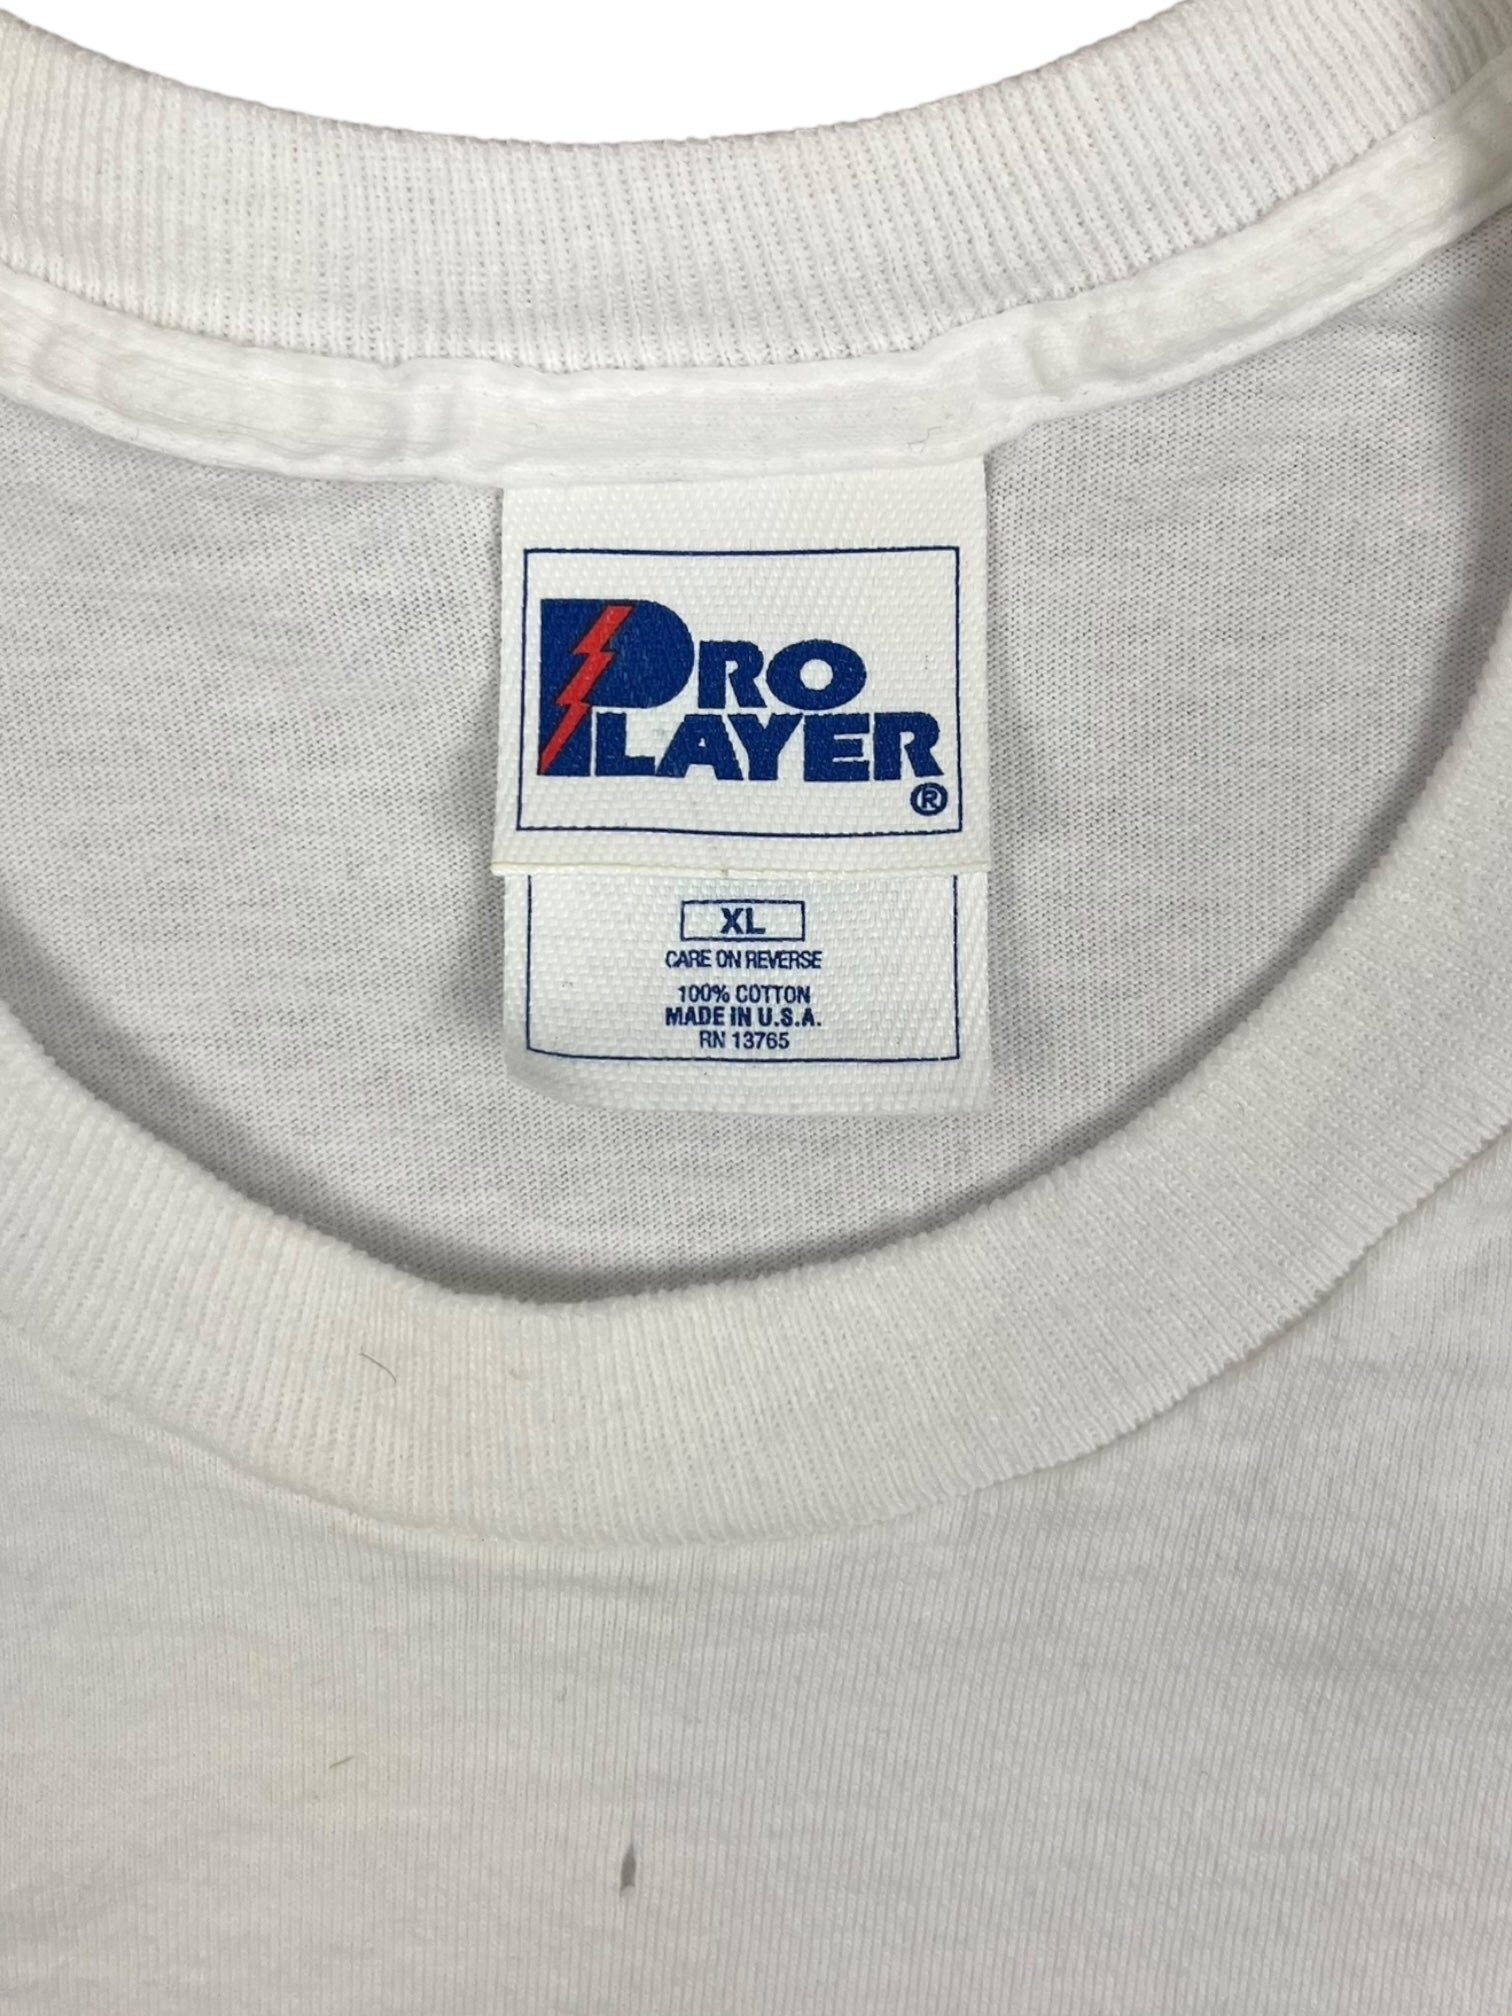 PRO
PLAYER
®
XL
CARE ON REVERSE
100% COTTON
MADE IN U.S.A.
RN 13765